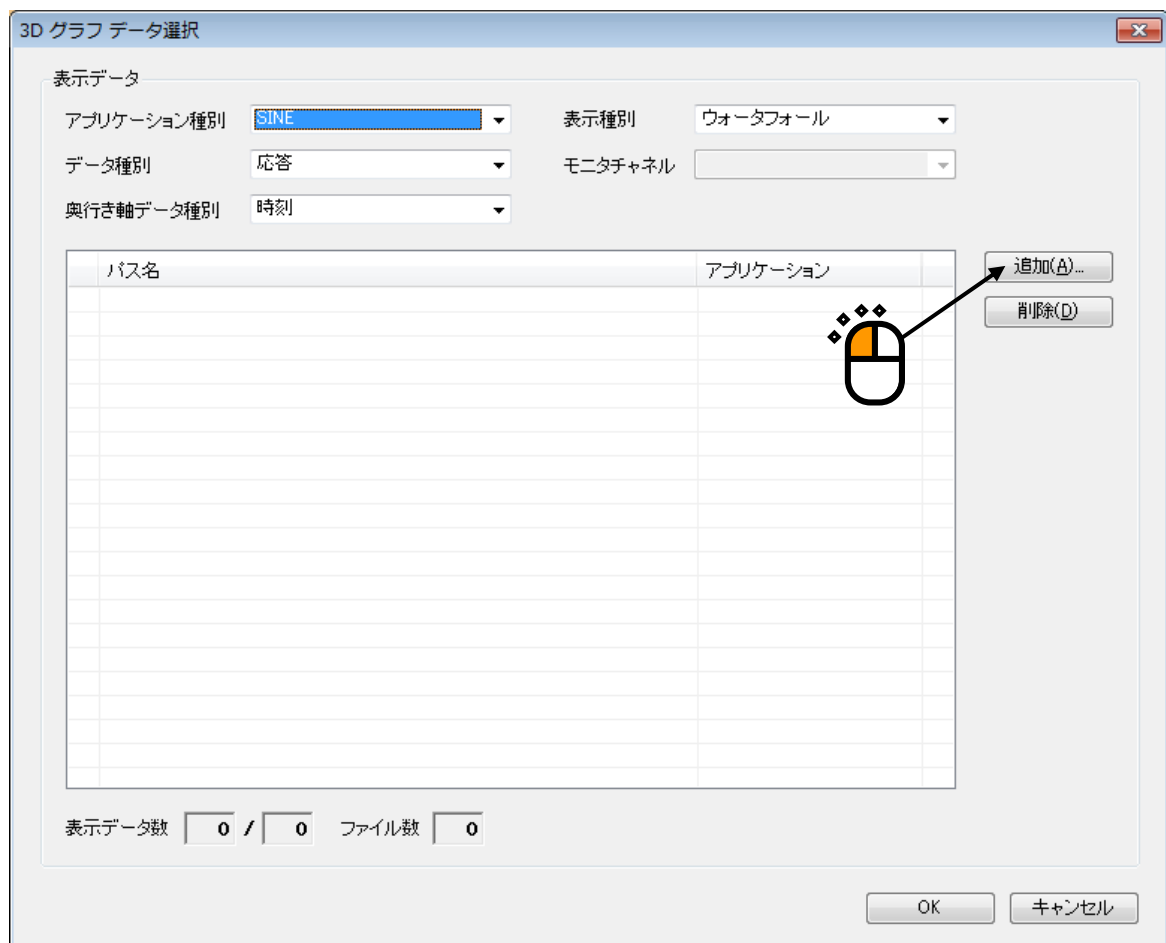 3D グラフ データ選択
表示データ
アプリケーション種別 SINE 表示種別 ウォータフォール
データ種別 応答 モニタチャネル
奥行き軸データ種別 時刻
パス名 アプリケーション 追加(A)...
削除(D)
表示データ数 0 / 0 ファイル数 0
OK キャンセル